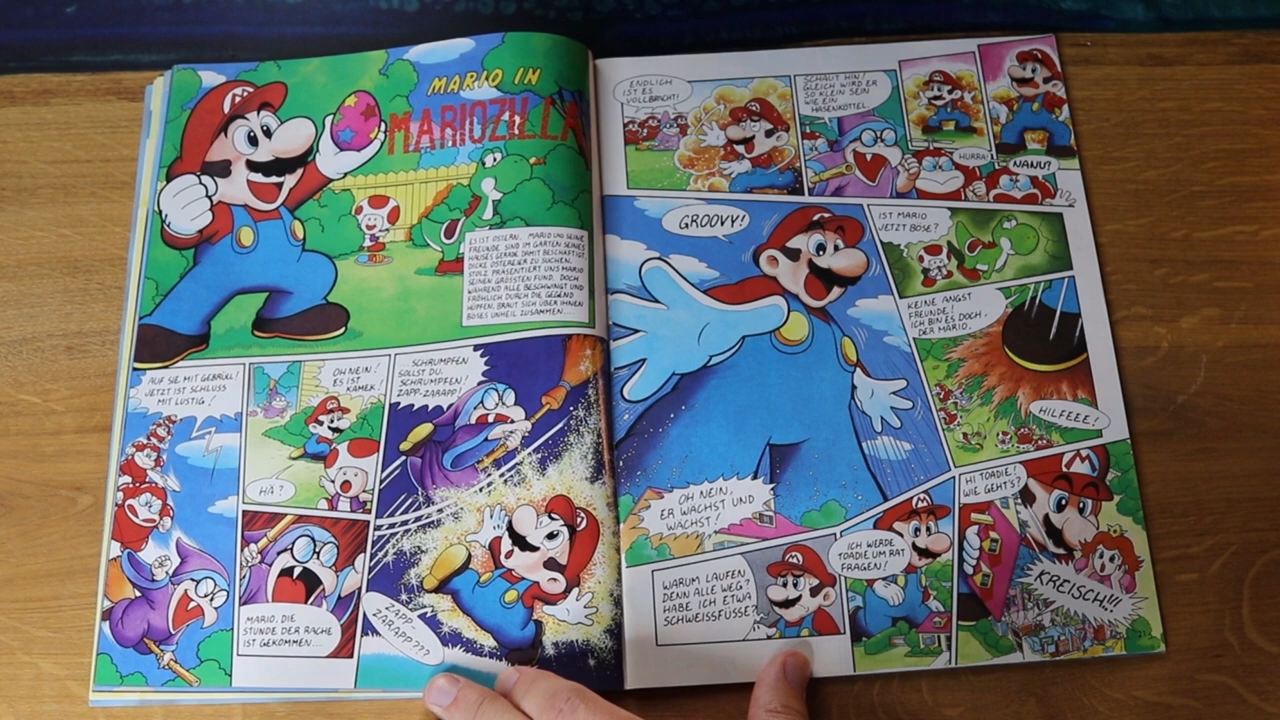 MARIO IN
MARIOZILLA
ES IST OSTERN. MARIO UND SEINE
FREUNDE SIND IM GARTEN SEINES
HAUSES GERADE DAMIT BESCHÄFTIGT,
DICKE OSTEREIER ZU SUCHEN.
STOLZ PRÄSENTIERT UNS MARIO
SEINEN GRÖSSTEN FUND. DOCH
WÄHREND ALLE BESCHWINGT UND
FRÖHLICH DURCH DIE GEGEND
HÜPFEN, BRAUT SICH ÜBER IHNEN
BÖSES UNHEIL ZUSAMMEN.....
AUF SIE MIT GEBRÜLL!
JETZT IST SCHLUSS
MIT LUSTIG!
OH NEIN!
ES IST
KAMEK!
HÄ?
MARIO, DIE
STUNDE DER RACHE
IST GEKOMMEN...
SCHRUMPFEN
SOLLST DU.
SCHRUMPFEN!
ZAPP-ZARAPP!
ZAPP-
ZARAPP???
ENDLICH
IST ES
VOLLBRACHT!
SCHAUT HIN!
GLEICH WIRD ER
SO KLEIN SEIN
WIE EIN
HASENKÖTTEL.
HURRA!
NANU?
GROOVY!
OH NEIN,
ER WÄCHST UND
WÄCHST!
IST MARIO
JETZT BÖSE?
KEINE ANGST
FREUNDE!
ICH BIN ES DOCH.
DER MARIO.
HILFEEE!
WARUM LAUFEN
DENN ALLE WEG?
HABE ICH ETWA
SCHWEISSFÜSSE?
ICH WERDE
TOADIE UM RAT
FRAGEN!
HI TOADIE!
WIE GEHT'S?
KREISCH!!!
21